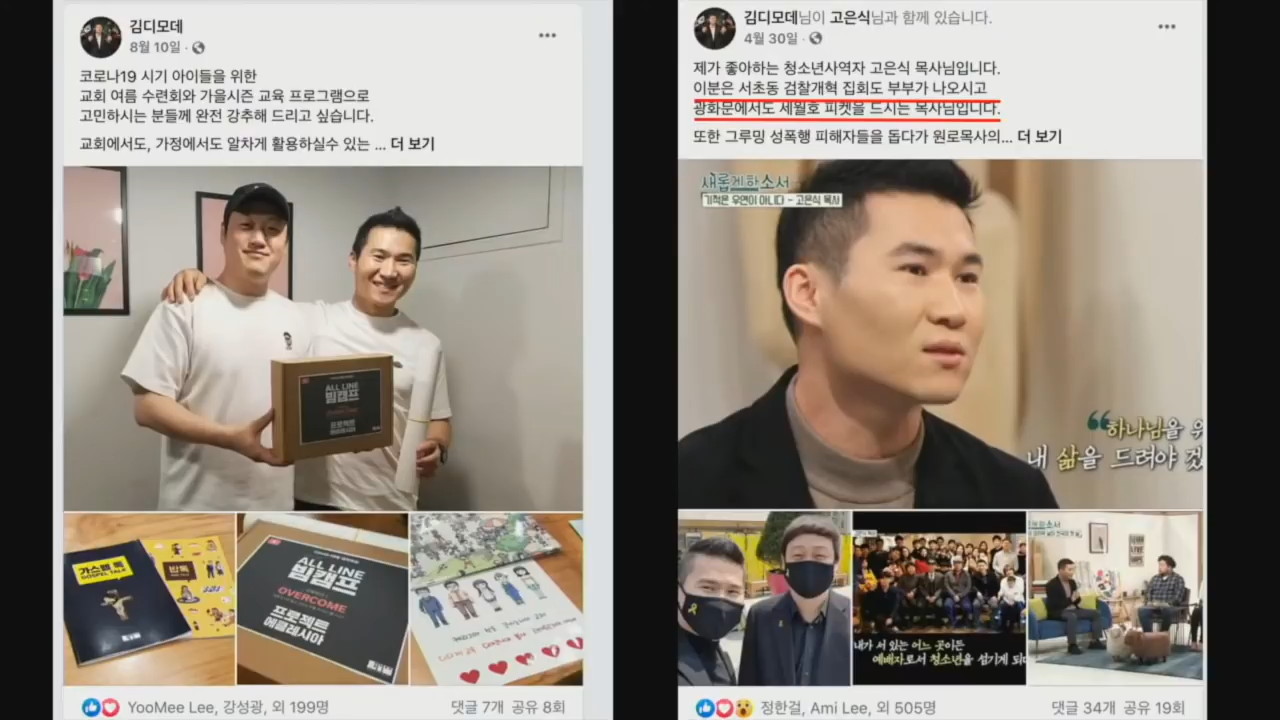 김디모데
8월 10일 ·
코로나19 시기 아이들을 위한
교회 여름 수련회와 가을시즌 교육 프로그램으로
고민하시는 분들께 완전 강추해 드리고 싶습니다.
교회에서도, 가정에서도 알차게 활용하실수 있는 ... 더 보기
ALL LINE
빔캠프
프로젝트
에클레시아
가스펠 톡
GOSPEL TALK
반톡
ALL LINE
빔캠프
OVERCOME
프로젝트
에클레시아
YooMee Lee, 강성광, 외 199명
댓글 7개 공유 8회
김디모데님이 고은식님과 함께 있습니다.
4월 30일 ·
제가 좋아하는 청소년사역자 고은식 목사님입니다.
이분은 서초동 검찰개혁 집회도 부부가 나오시고
광화문에서도 세월호 피켓을 드시는 목사님입니다.
또한 그루밍 성폭행 피해자들을 돕다가 원로목사의... 더 보기
새롭게하소서
기적은 우연이 아니다 - 고은식 목사
“하나님을 위
내 삶을 드려야 겠
내가 서 있는 어느 곳이든
예배자로서 청소년을 섬기게 되
정한걸, Ami Lee, 외 505명
댓글 34개 공유 19회